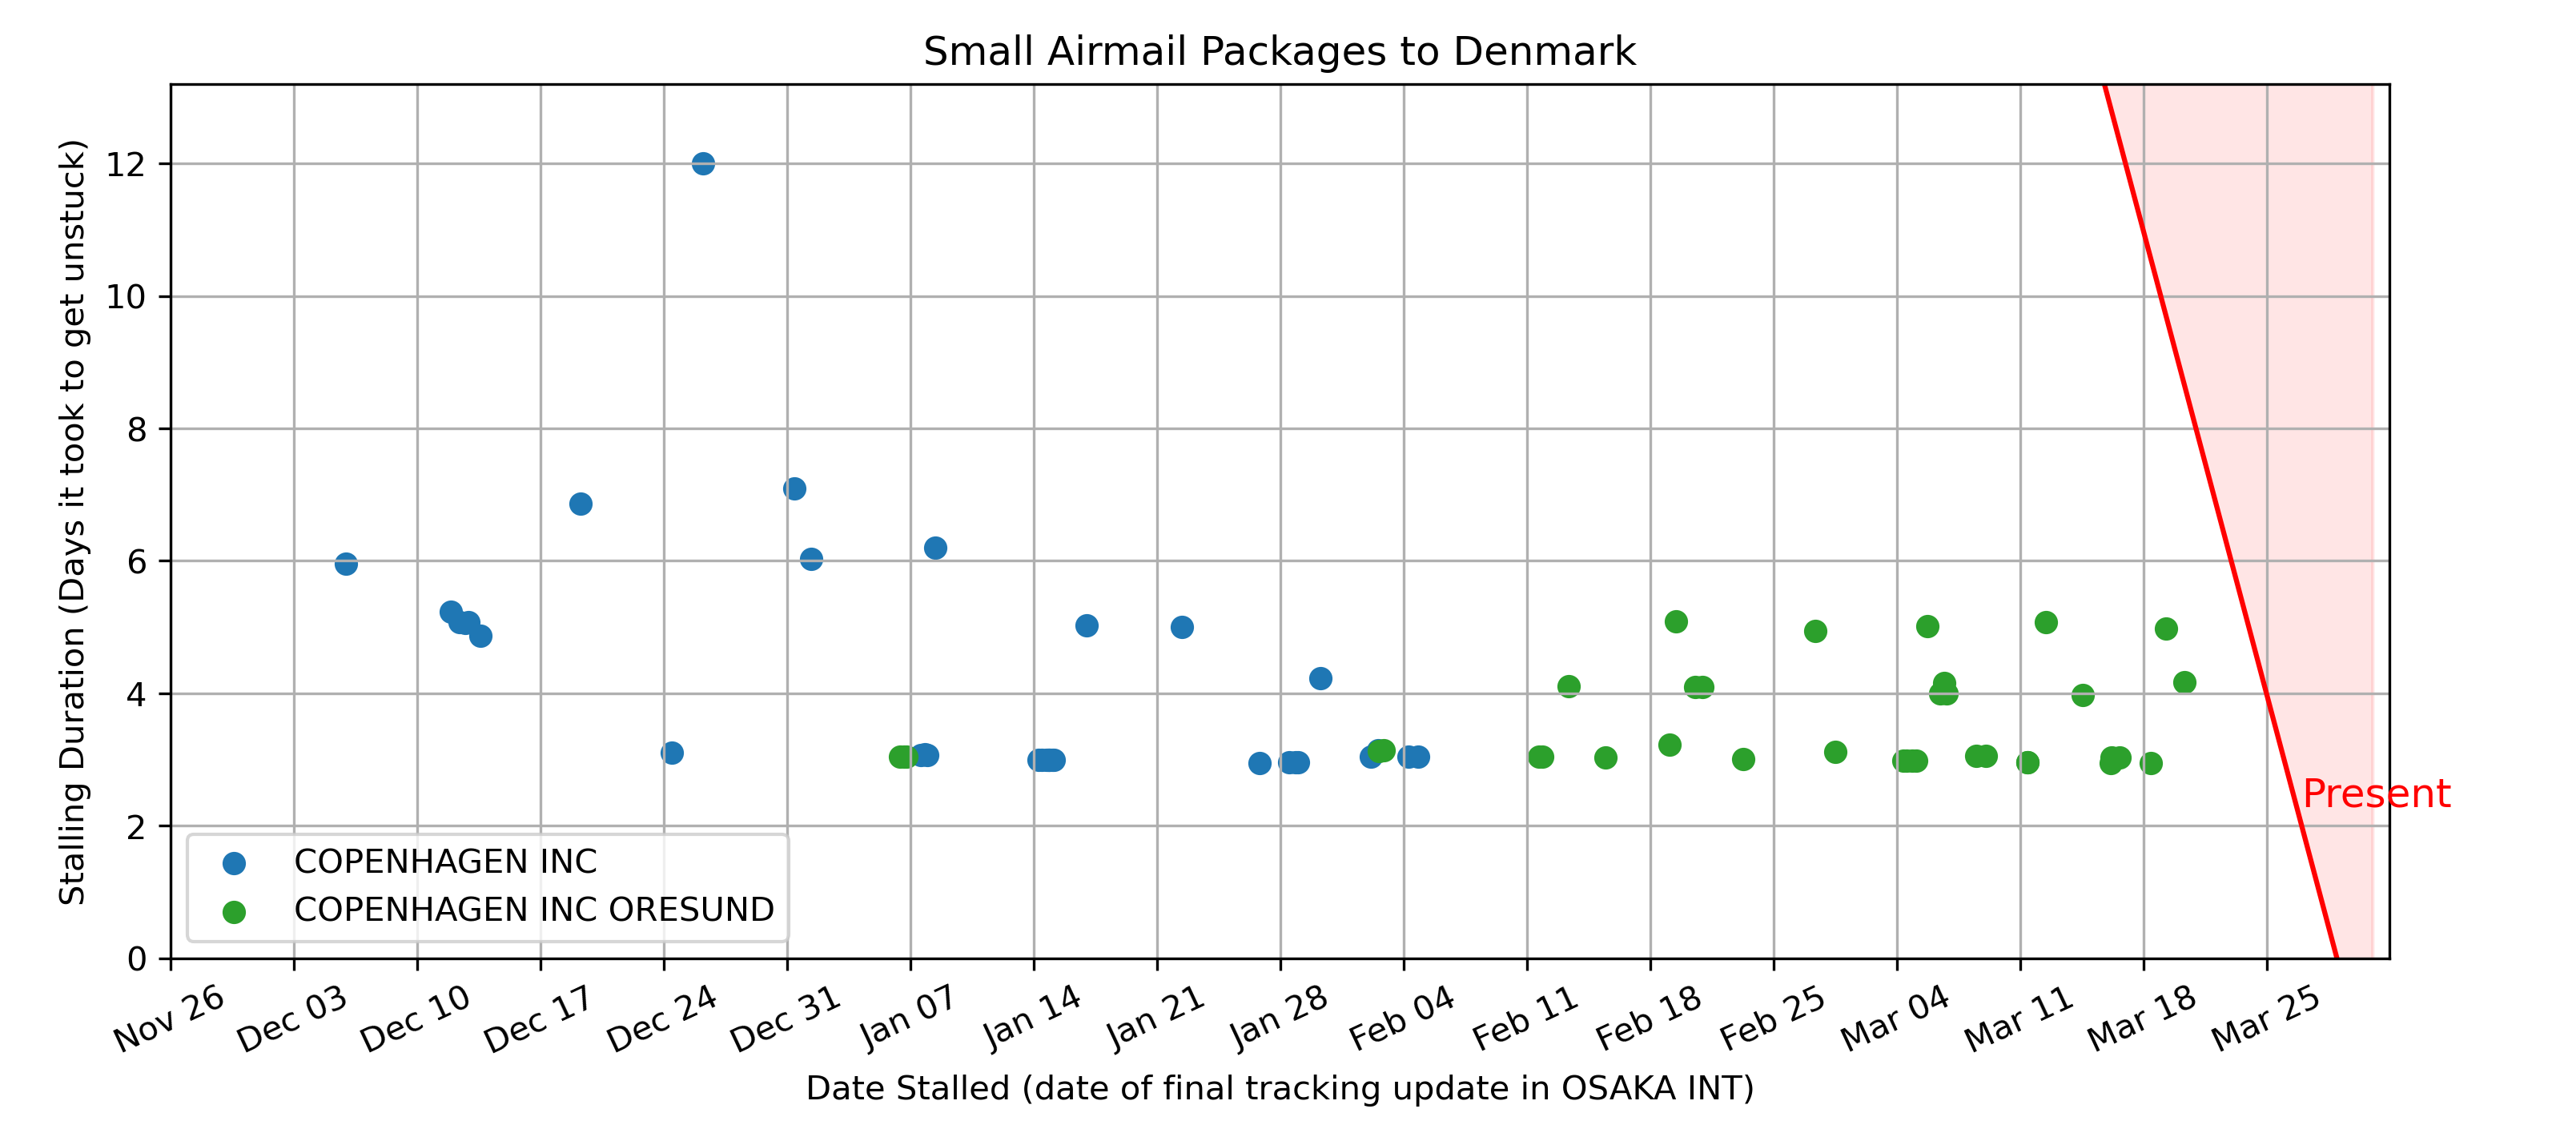 Small Airmail Packages to Denmark
Stalling Duration (Days it took to get unstuck)
12
10
8
6
4
2
0
Present
COPENHAGEN INC
COPENHAGEN INC ORESUND
Nov 26
Dec 03
Dec 10
Dec 17
Dec 24
Dec 31
Jan 07
Jan 14
Jan 21
Jan 28
Feb 04
Feb 11
Feb 18
Feb 25
Mar 04
Mar 11
Mar 18
Mar 25
Date Stalled (date of final tracking update in OSAKA INT)